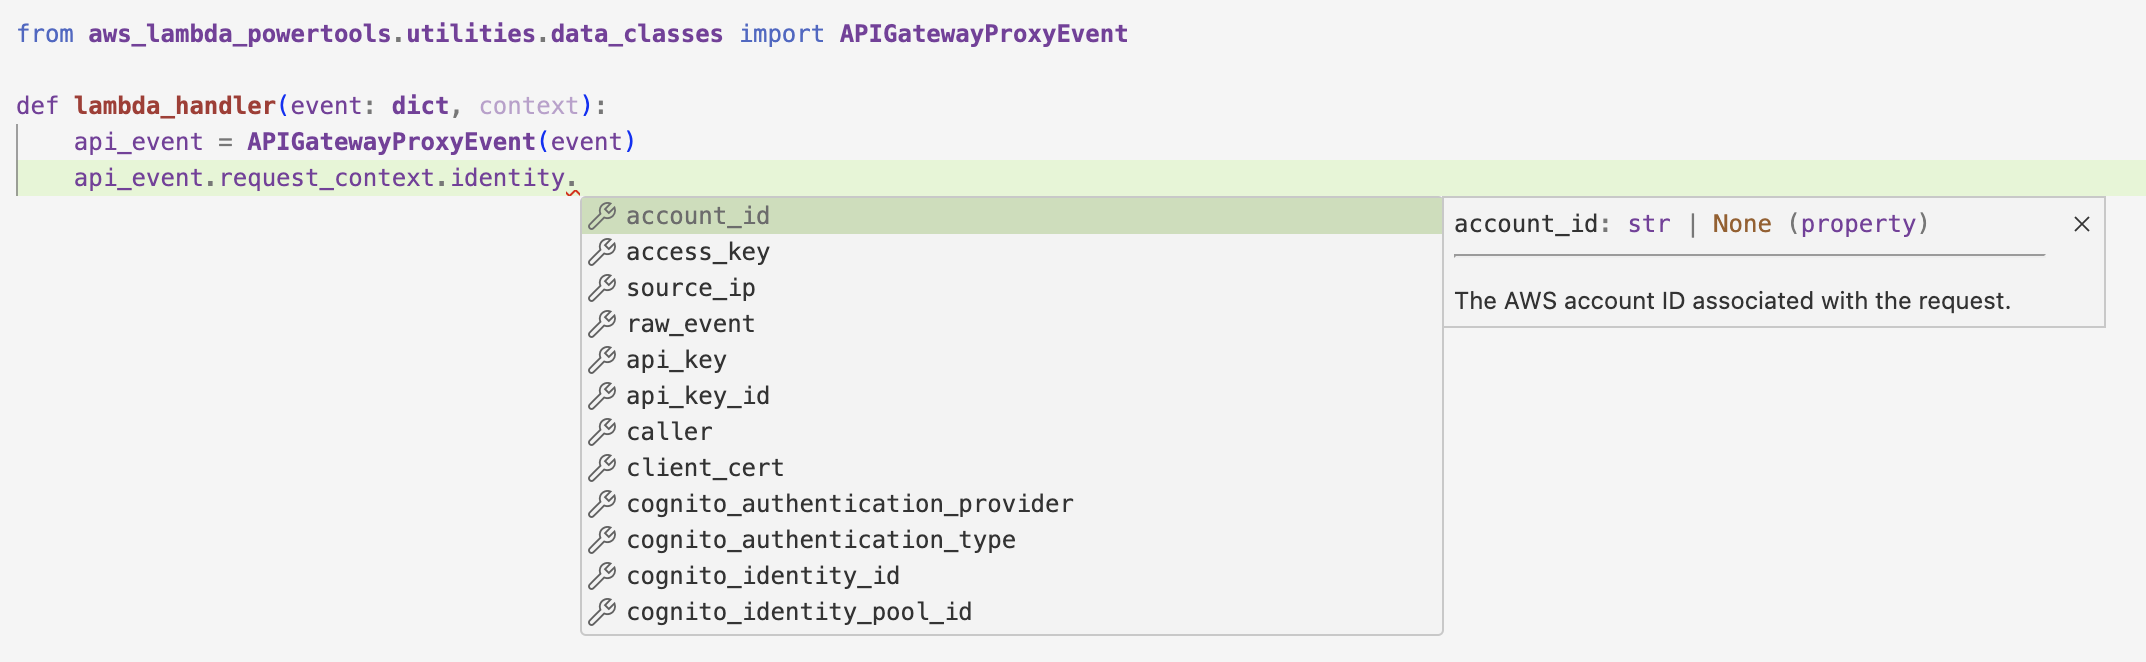 from aws_lambda_powertools.utilities.data_classes import APIGatewayProxyEvent
def lambda_handler(event: dict, context):
    api_event = APIGatewayProxyEvent(event)
    api_event.request_context.identity.
account_id
access_key
source_ip
raw_event
api_key
api_key_id
caller
client_cert
cognito_authentication_provider
cognito_authentication_type
cognito_identity_id
cognito_identity_pool_id
account_id: str | None (property)
The AWS account ID associated with the request.